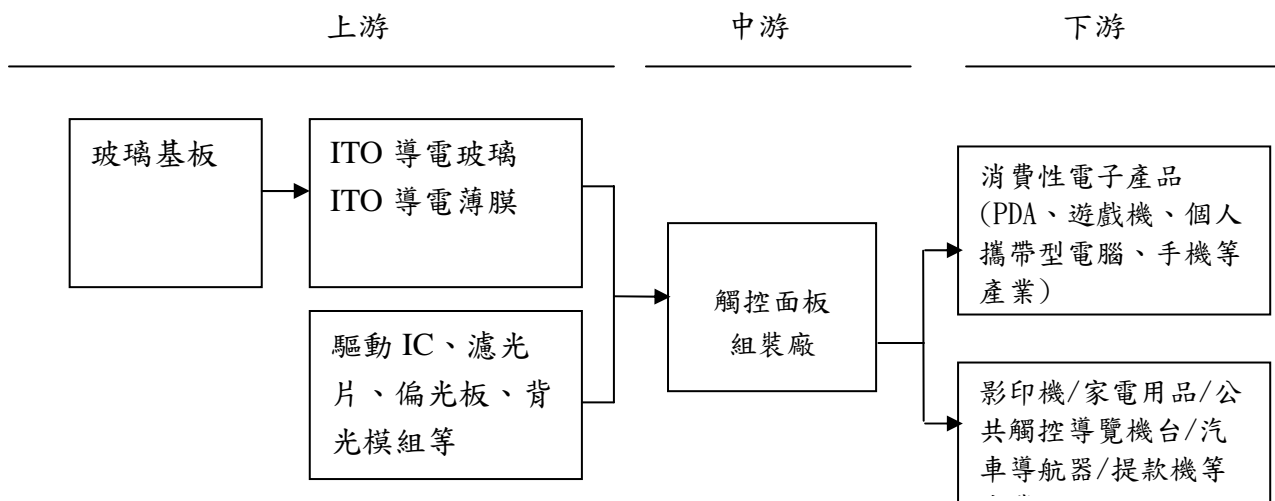 上游
中游
下游
玻璃基板
ITO 導電玻璃
ITO 導電薄膜
驅動 IC、濾光
片、偏光板、背
光模組等
觸控面板
組裝廠
消費性電子產品
(PDA、遊戲機、個人
攜帶型電腦、手機等
產業)
影印機/家電用品/公
共觸控導覽機台/汽
車導航器/提款機等